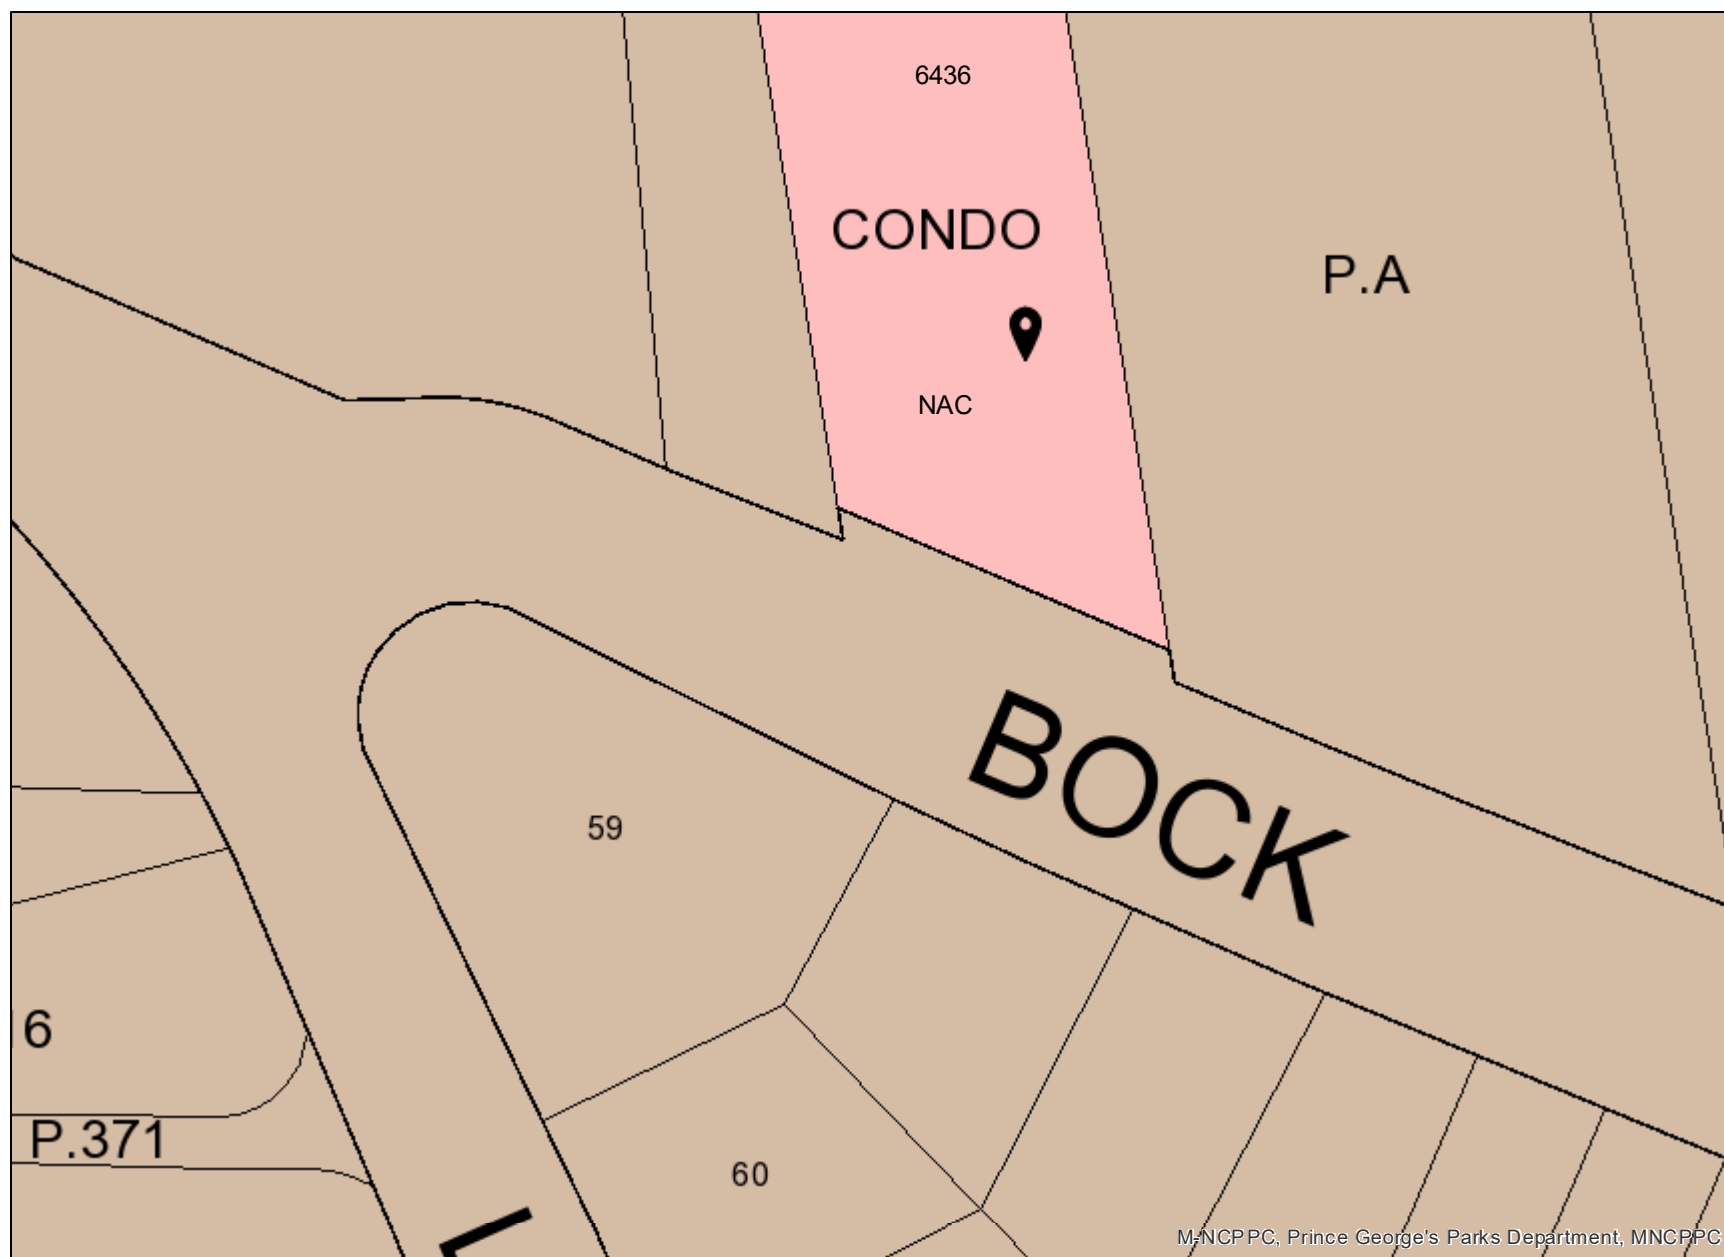 6436
CONDO
P.A
NAC
BOCK
59
6
P.371
60
L
M-NCPPC, Prince George's Parks Department, MNCPPC